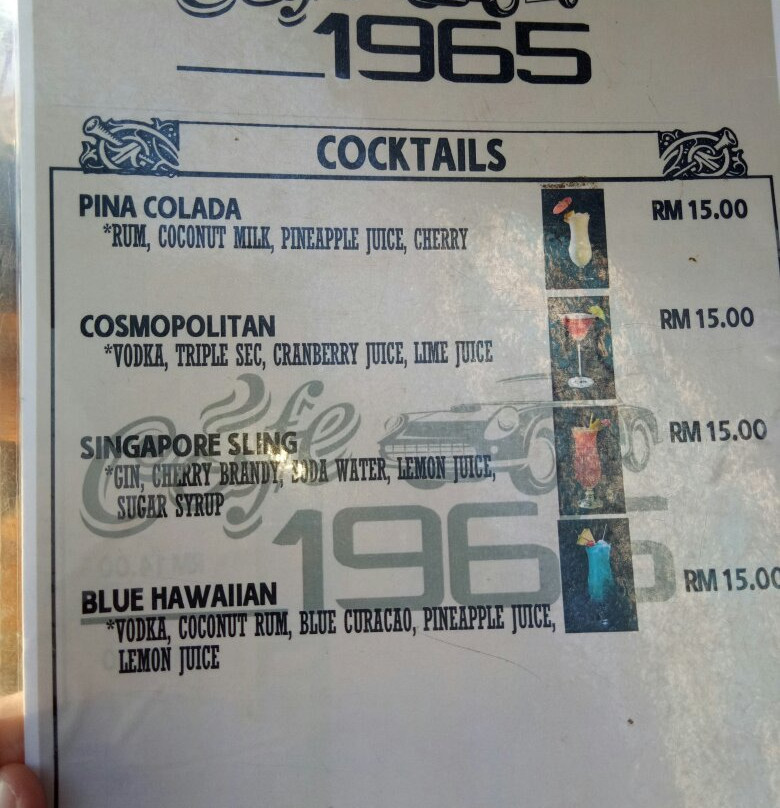 1965
COCKTAILS
PINA COLADA RM 15.00
*RUM, COCONUT MILK, PINEAPPLE JUICE, CHERRY
COSMOPOLITAN RM 15.00
*VODKA, TRIPLE SEC, CRANBERRY JUICE, LIME JUICE
Cafe
SINGAPORE SLING RM 15.00
*GIN, CHERRY BRANDY, SODA WATER, LEMON JUICE,
SUGAR SYRUP
1965
BLUE HAWAIIAN RM 15.00
*VODKA, COCONUT RUM, BLUE CURACAO, PINEAPPLE JUICE,
LEMON JUICE